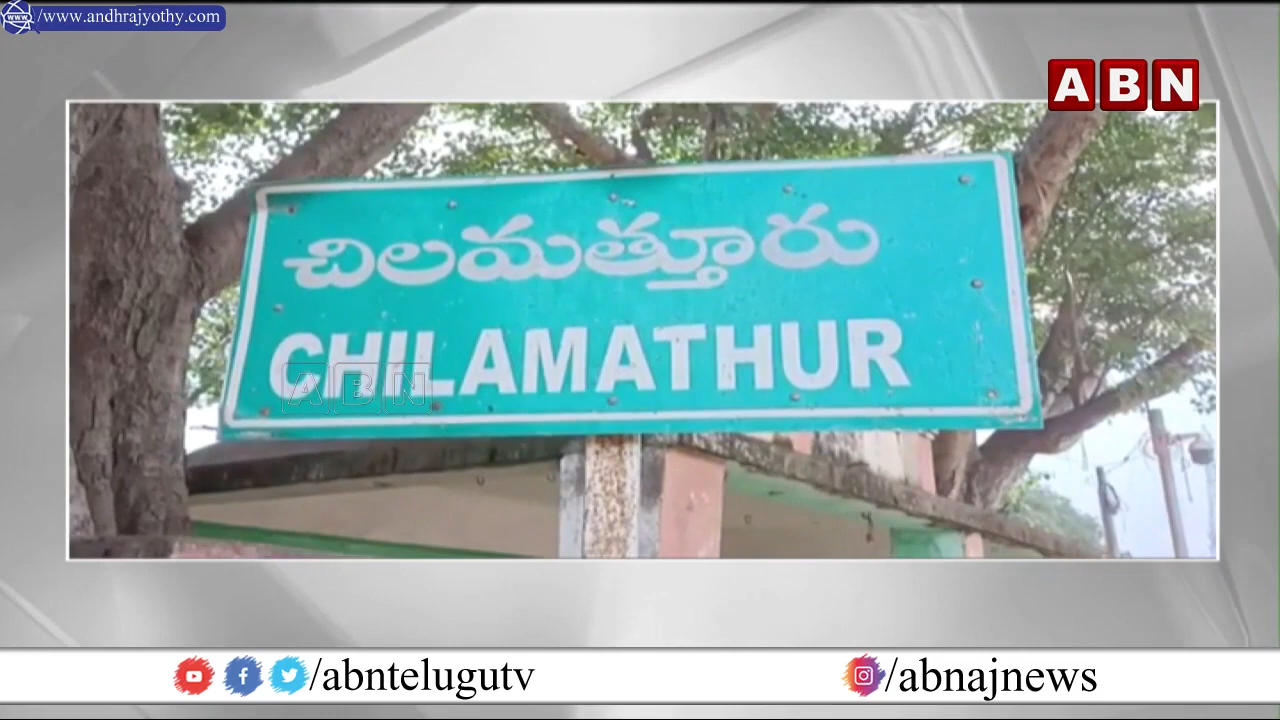 /www.andhrajyothy.com
ABN
చిలమత్తూరు
CHILAMATHUR
ABN
/abntelugutv
/abnajnews